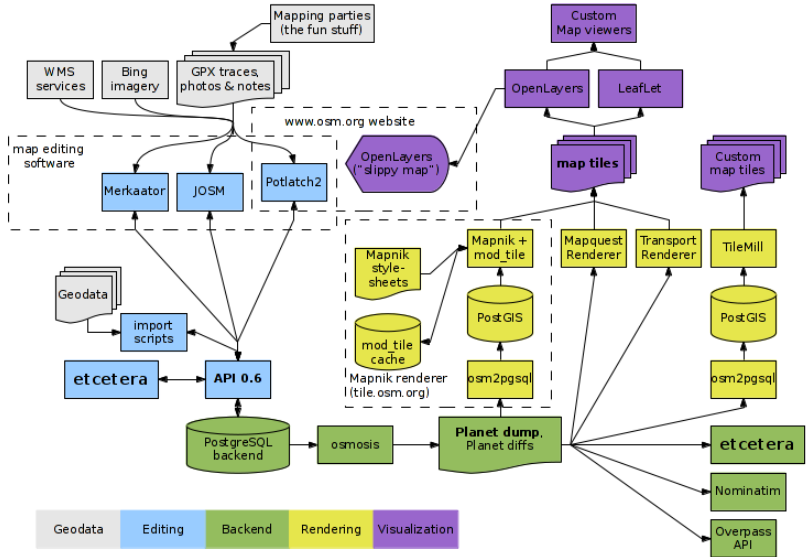 Mapping parties
(the fun stuff)
Custom
Map viewers
WMS
services
Bing
imagery
GPX traces,
photos & notes
OpenLayers
LeafLet
www.osm.org website
map editing
software
OpenLayers
("slippy map")
map tiles
Custom
map tiles
Merkaator
JOSM
Potlatch2
Mapnik
style-
sheets
Mapnik +
mod_tile
Mapquest
Renderer
Transport
Renderer
TileMill
Geodata
import
scripts
PostGIS
PostGIS
mod_tile
cache
etcetera
API 0.6
Mapnik renderer
(tile.osm.org)
osm2pgsql
osm2pgsql
PostgreSQL
backend
osmosis
Planet dump,
Planet diffs
etcetera
Nominatim
Overpass
API
Geodata
Editing
Backend
Rendering
Visualization